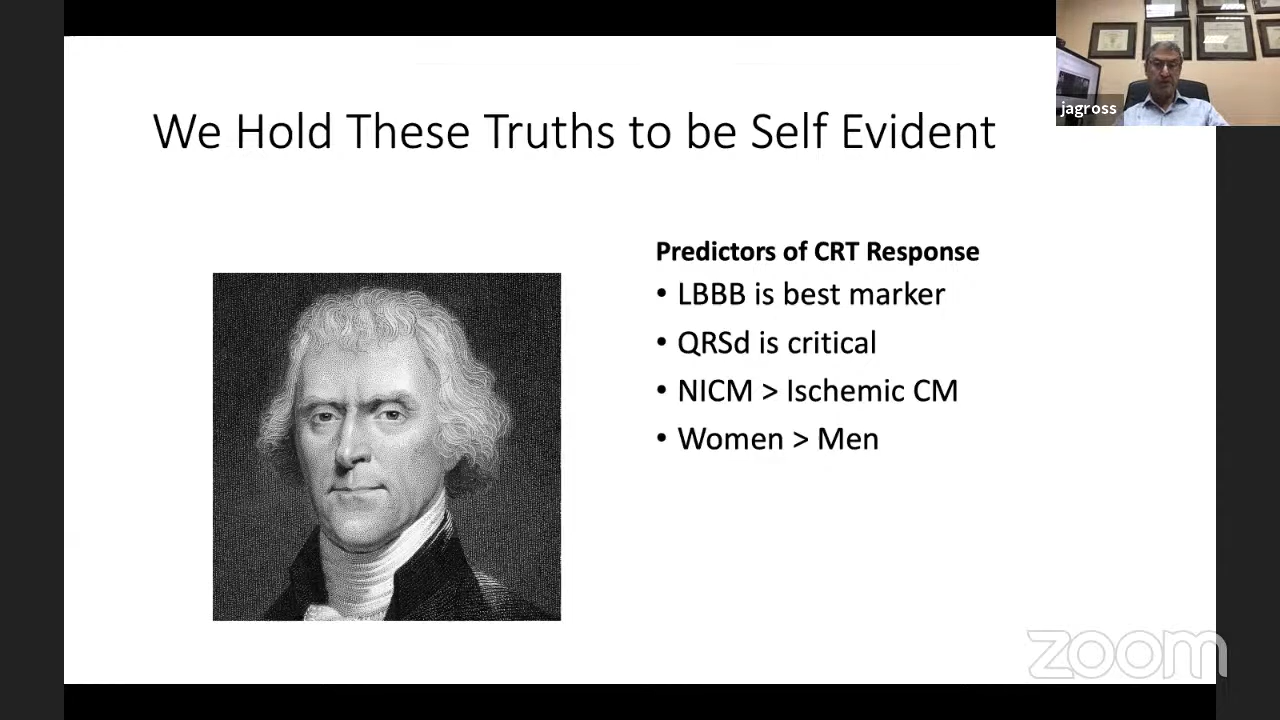 We Hold These Truths to be Self Evident
jagross
Predictors of CRT Response
• LBBB is best marker
• QRSd is critical
• NICM > Ischemic CM
• Women > Men
zoom